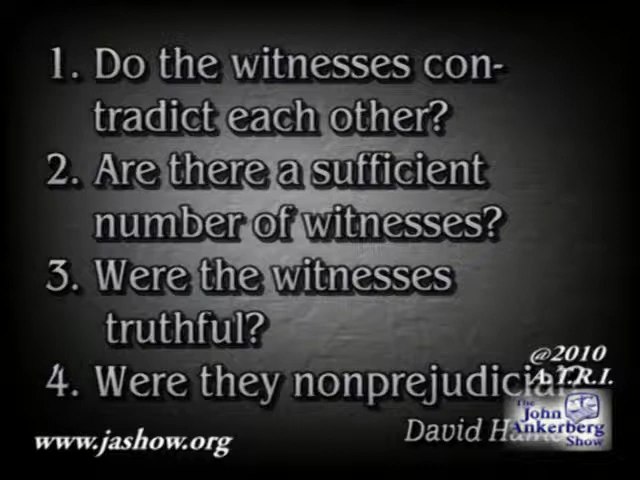 1. Do the witnesses con-
tradict each other?
2. Are there a sufficient
number of witnesses?
3. Were the witnesses
truthful?
4. Were they nonprejudicial?
@2010
A.T.R.I.
David
The
John
Ankerberg
Show
www.jashow.org